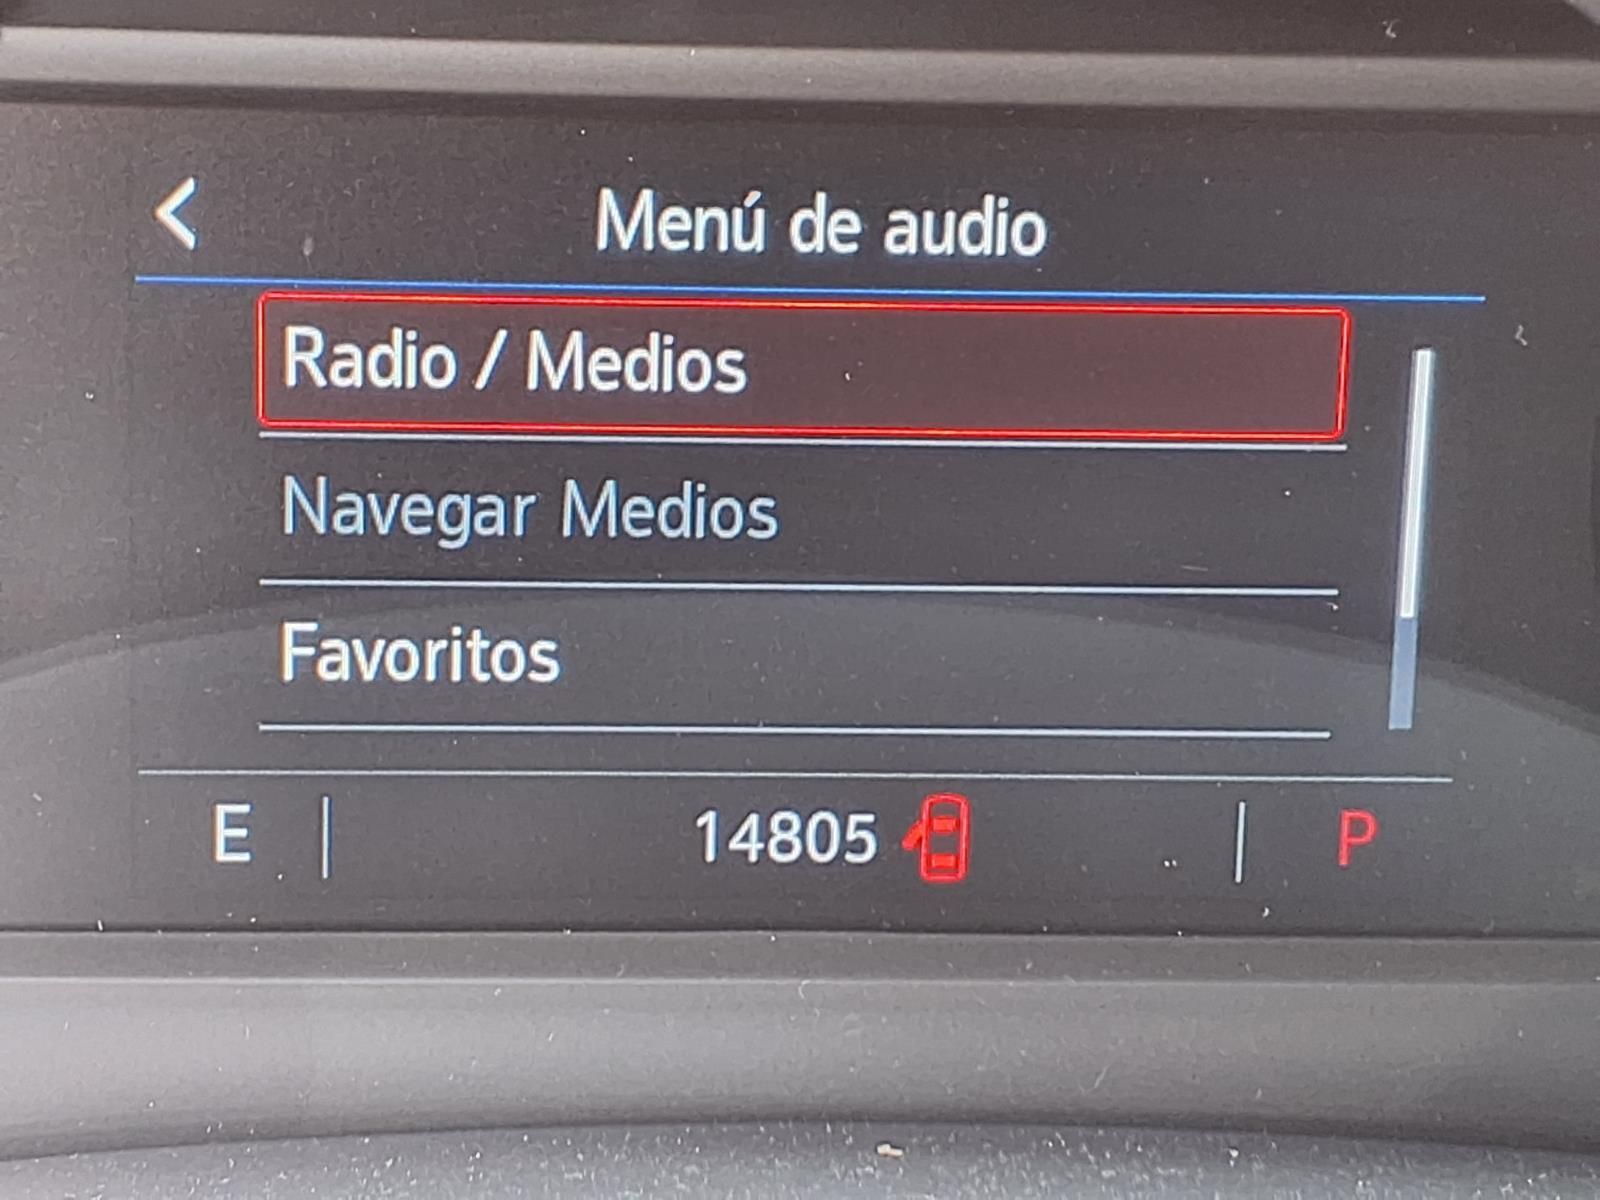 Menú de audio
Radio / Medios
Navegar Medios
Favoritos
E 14805 P